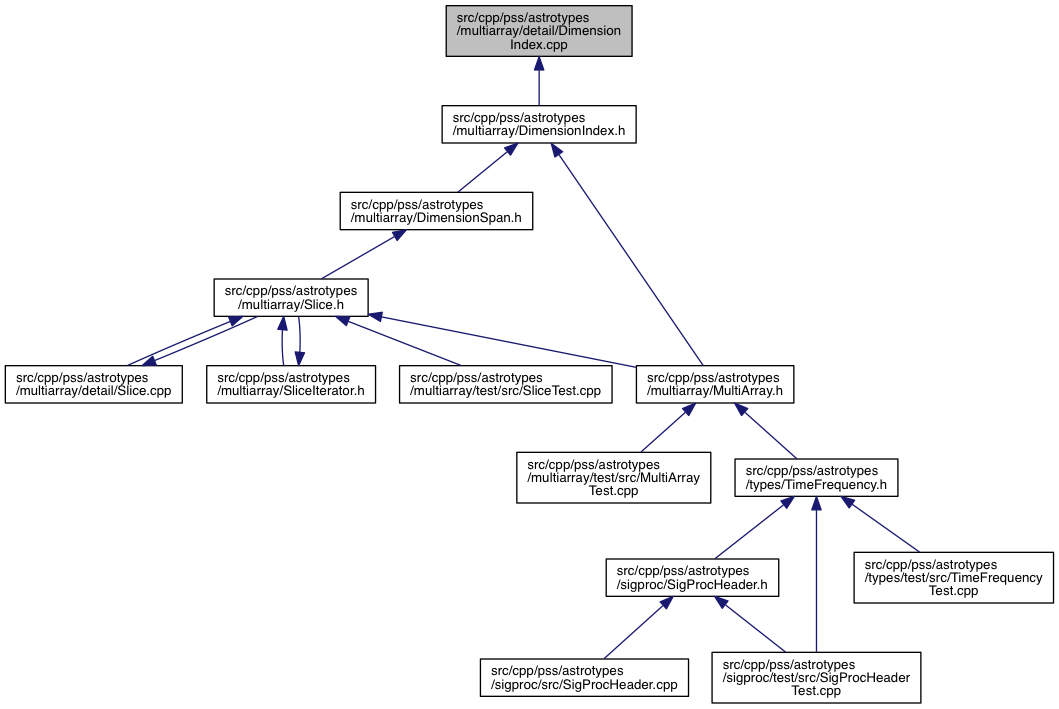 src/cpp/pss/astrotypes
/multiarray/detail/Dimension
Index.cpp
src/cpp/pss/astrotypes
/multiarray/DimensionIndex.h
src/cpp/pss/astrotypes
/multiarray/DimensionSpan.h
src/cpp/pss/astrotypes
/multiarray/Slice.h
src/cpp/pss/astrotypes
/multiarray/detail/Slice.cpp
src/cpp/pss/astrotypes
/multiarray/SliceIterator.h
src/cpp/pss/astrotypes
/multiarray/test/src/SliceTest.cpp
src/cpp/pss/astrotypes
/multiarray/MultiArray.h
src/cpp/pss/astrotypes
/multiarray/test/src/MultiArray
Test.cpp
src/cpp/pss/astrotypes
/types/TimeFrequency.h
src/cpp/pss/astrotypes
/sigproc/SigProcHeader.h
src/cpp/pss/astrotypes
/types/test/src/TimeFrequency
Test.cpp
src/cpp/pss/astrotypes
/sigproc/src/SigProcHeader.cpp
src/cpp/pss/astrotypes
/sigproc/test/src/SigProcHeader
Test.cpp